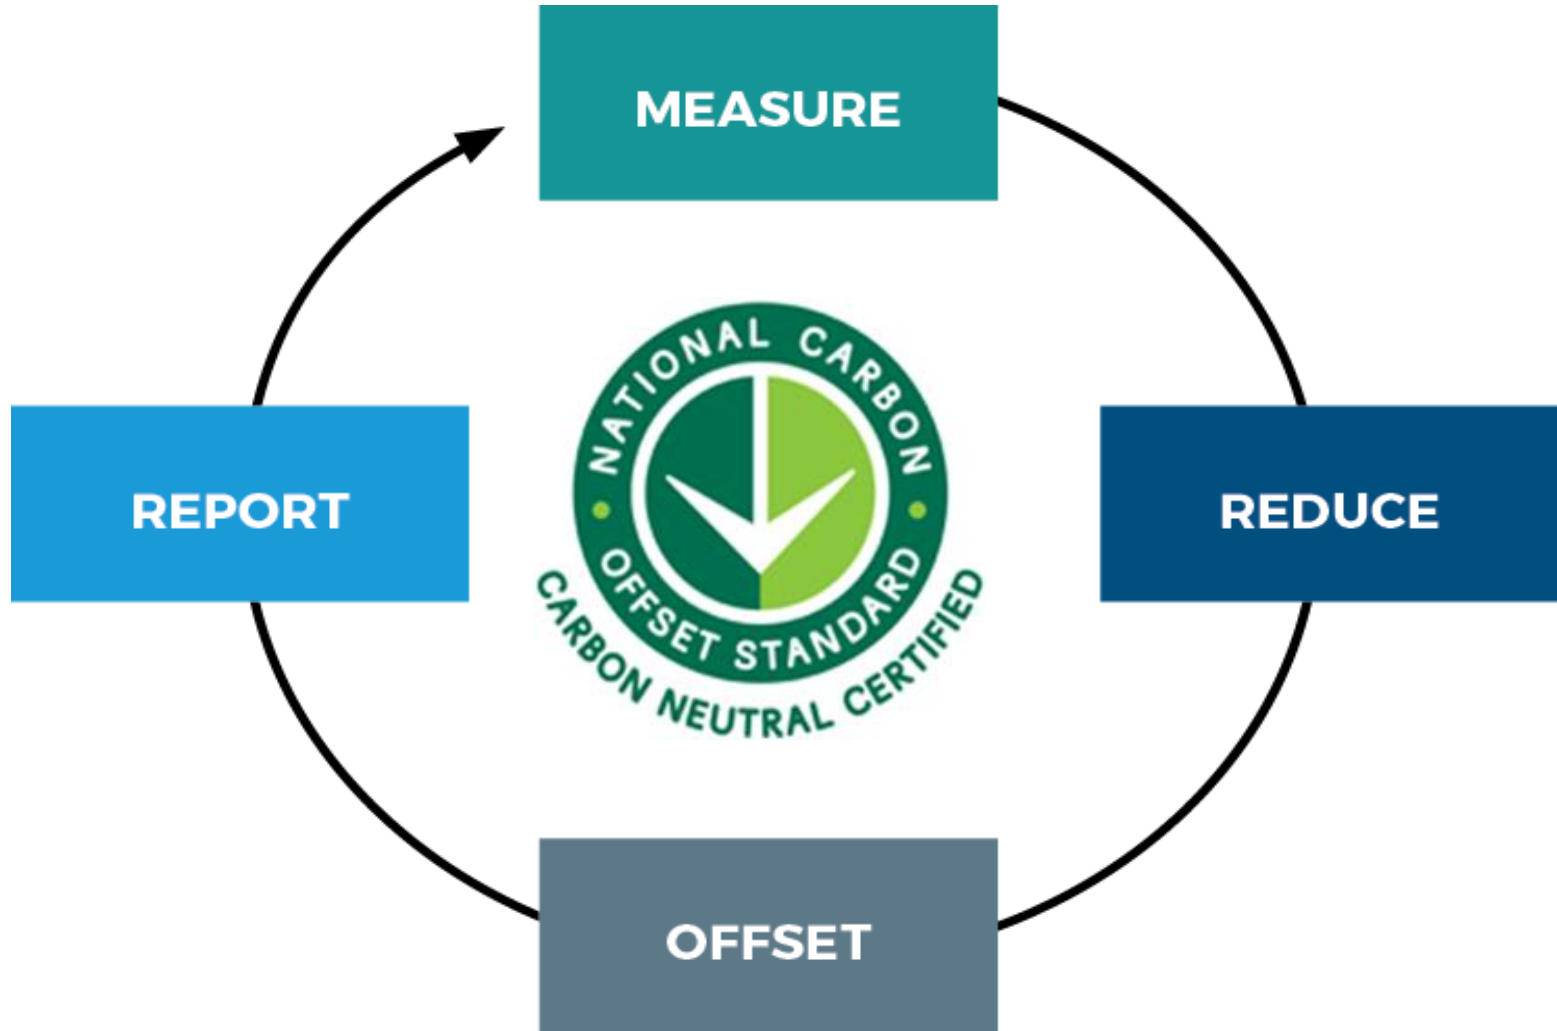 MEASURE
NATIONAL CARBON
REPORT
REDUCE
OFFSET STANDARD
CARBON NEUTRAL CERTIFIED
OFFSET